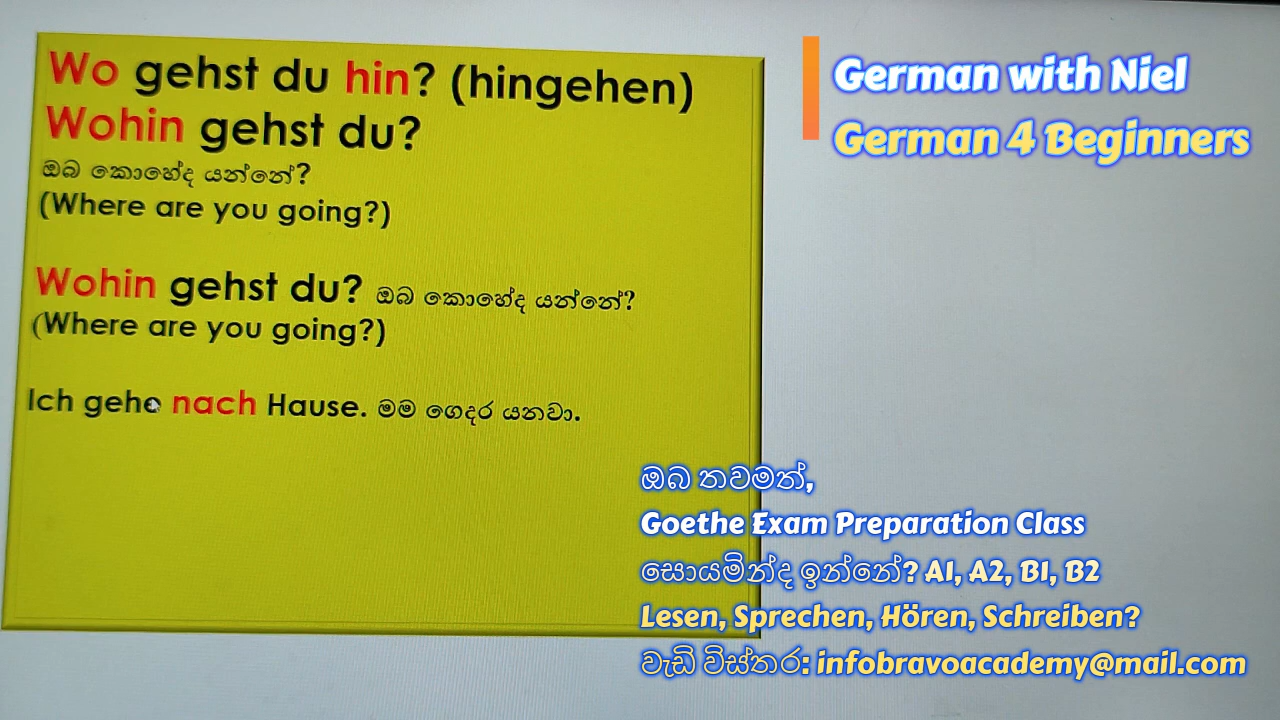 Wo gehst du hin? (hingehen)
Wohin gehst du?
ඔබ කොහේද යන්නේ?
(Where are you going?)
Wohin gehst du? ඔබ කොහේද යන්නේ?
(Where are you going?)
Ich gehe nach Hause. මම ගෙදර යනවා.
German with Niel
German 4 Beginners
ඔබ තවමත්,
Goethe Exam Preparation Class
සොයමින්ද ඉන්නේ? A1, A2, B1, B2
Lesen, Sprechen, Hören, Schreiben?
වැඩි විස්තර: infobravoacademy@mail.com